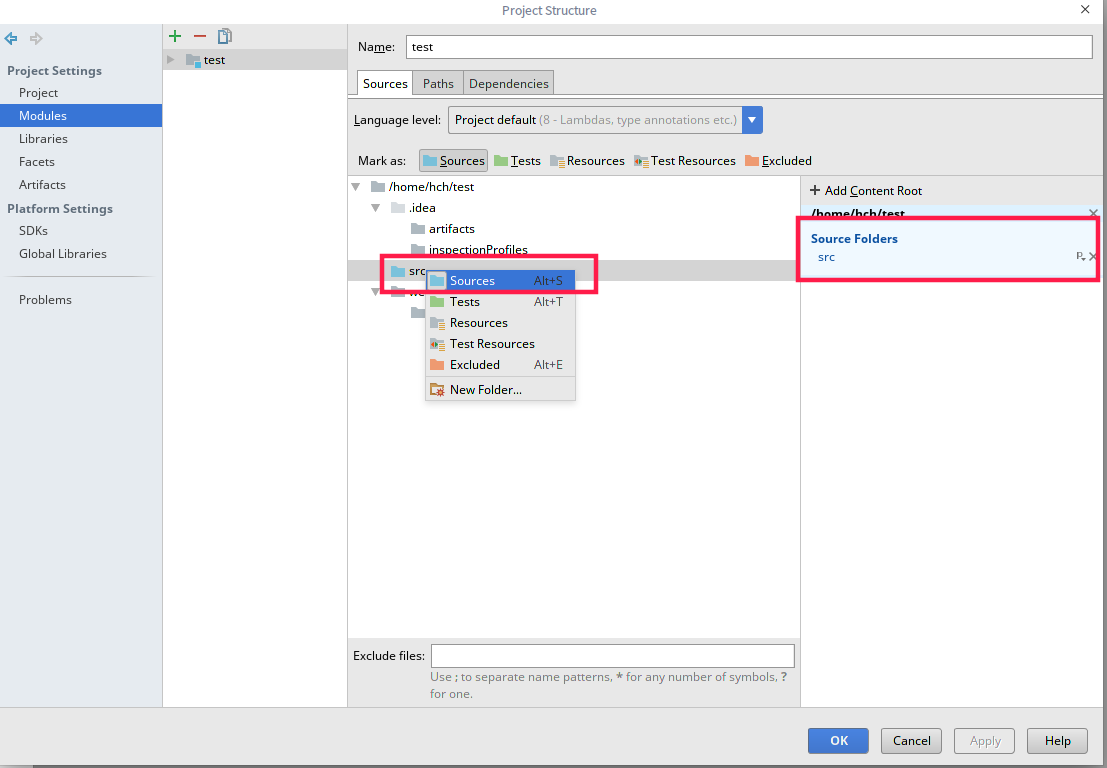 Project Structure
Project Settings
Project
Modules
Libraries
Facets
Artifacts
Platform Settings
SDKs
Global Libraries
Problems
test
Name: test
Sources Paths Dependencies
Language level: Project default (8 - Lambdas, type annotations etc.)
Mark as: Sources Tests Resources Test Resources Excluded
/home/hch/test
.idea
artifacts
inspectionProfiles
src
Sources Alt+S
Tests Alt+T
Resources
Test Resources
Excluded Alt+E
New Folder...
+ Add Content Root
/home/hch/test
Source Folders
src
Exclude files:
Use ; to separate name patterns, * for any number of symbols, ?
for one.
OK Cancel Apply Help